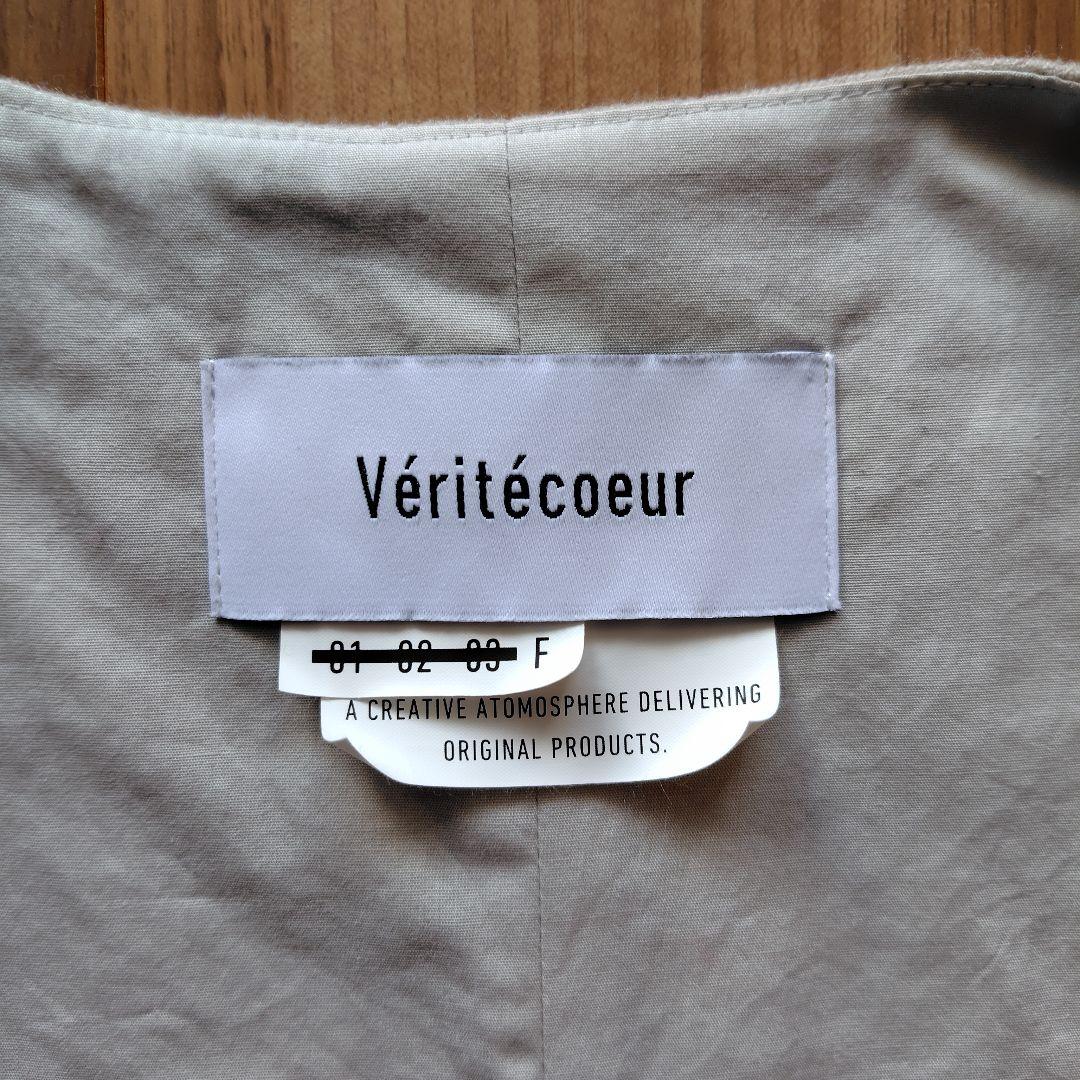 Véritécoeur
01 02 03 F
A CREATIVE ATOMOSPHERE DELIVERING
ORIGINAL PRODUCTS.